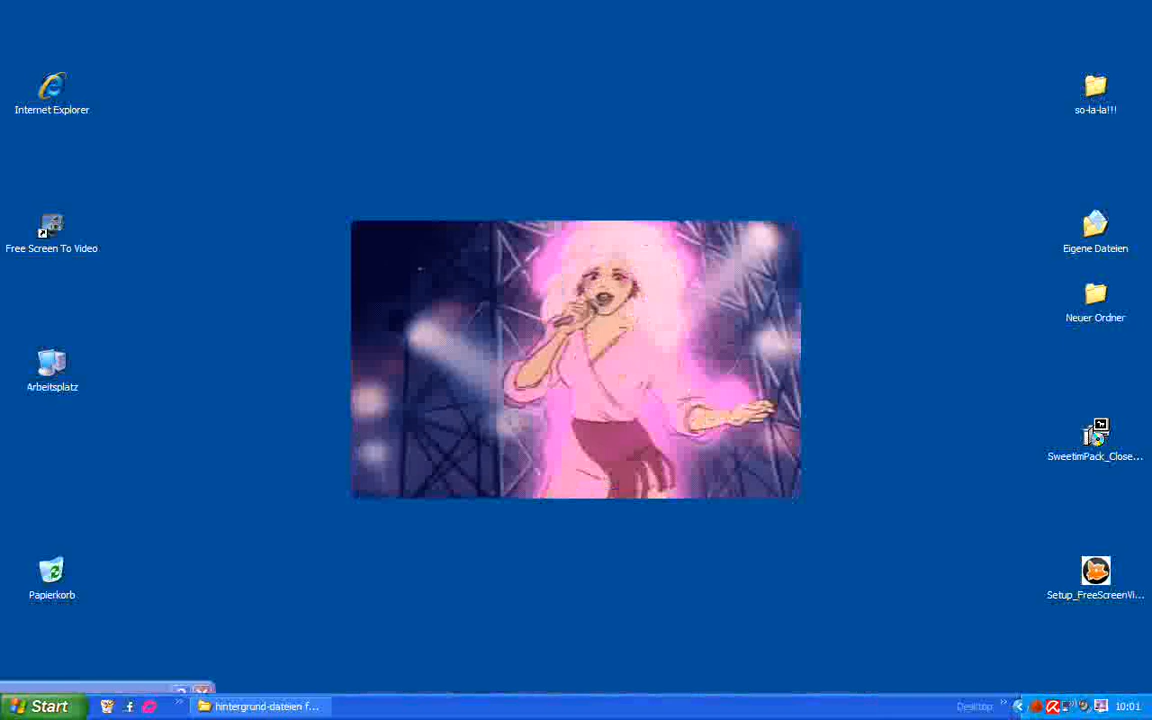 Internet Explorer
so-la-la!!!
Free Screen To Video
Eigene Dateien
Neuer Ordner
Arbeitsplatz
SweetimPack_Close...
Papierkorb
Setup_FreeScreenVi...
Start
hintergrund-dateien f...
Desktop
10:01